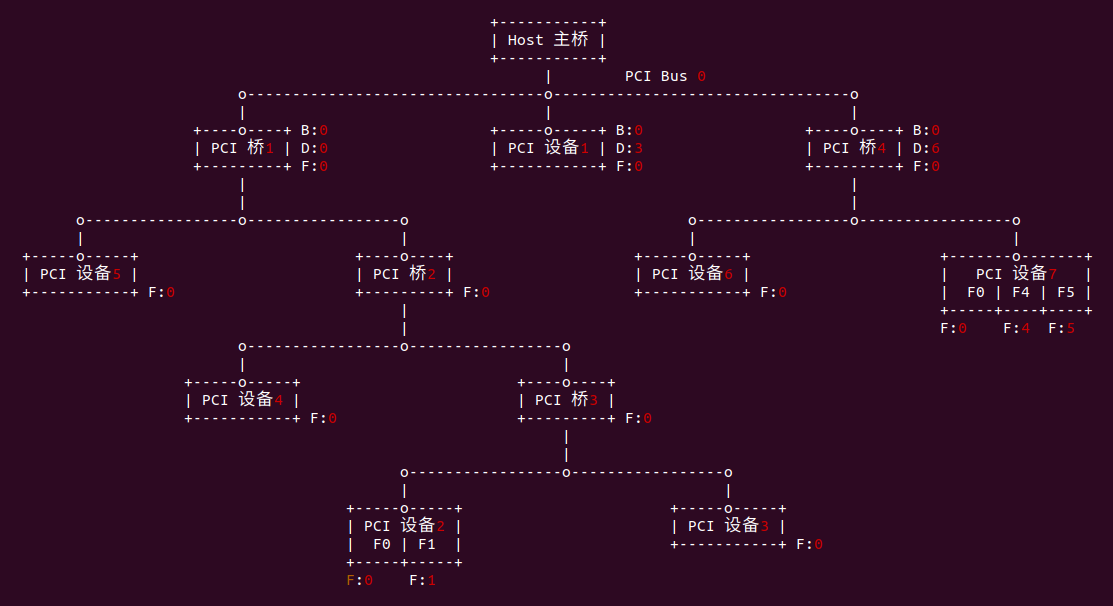 +-----------+
| Host 主桥 |
+-----------+
| PCI Bus 0
o---------------------------------o---------------------------------o
| | |
+----o----+ B:0 +-----o-----+ B:0 +----o----+ B:0
| PCI 桥1 | D:0 | PCI 设备1 | D:3 | PCI 桥4 | D:6
+---------+ F:0 +-----------+ F:0 +---------+ F:0
| |
| |
o-----------------o-----------------o o-----------------o-----------------o
| | | |
+-----o-----+ +----o----+ +-----o-----+ +-------o-------+
| PCI 设备5 | | PCI 桥2 | | PCI 设备6 | | PCI 设备7 |
+-----------+ F:0 +---------+ F:0 +-----------+ F:0 | F0 | F4 | F5 |
| +-----+----+----+
| F:0 F:4 F:5
o-----------------o-----------------o
| |
+-----o-----+ +----o----+
| PCI 设备4 | | PCI 桥3 |
+-----------+ F:0 +---------+ F:0
|
|
o-----------------o-----------------o
| |
+-----o-----+ +-----o-----+
| PCI 设备2 | | PCI 设备3 |
| F0 | F1 | +-----------+ F:0
+-----+-----+
F:0 F:1